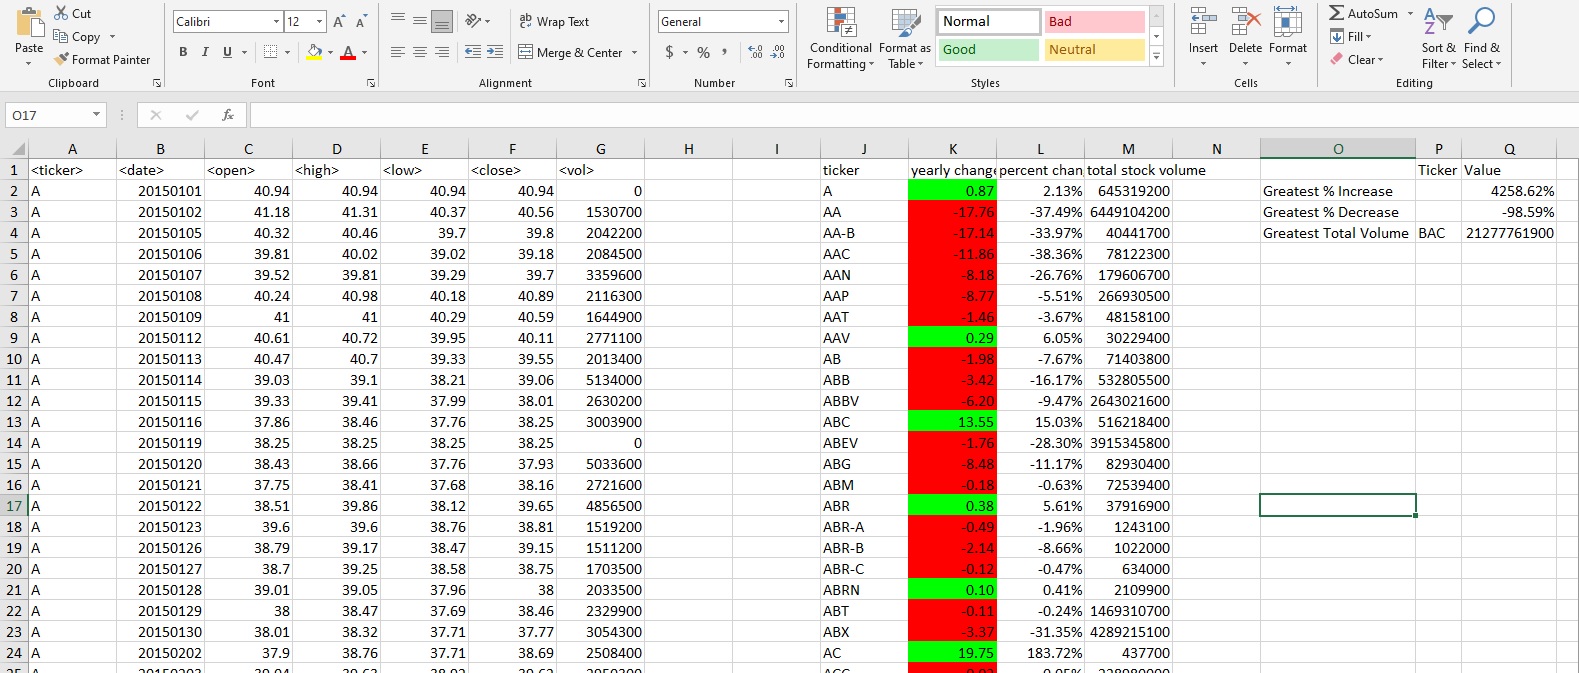 Cut
Copy
Format Painter
Paste
Clipboard
Calibri 12 A A
B I U A
Font
Wrap Text
Merge & Center
Alignment
General
$ % ,
Number
Conditional Formatting
Format as Table
Normal Bad
Good Neutral
Styles
Insert Delete Format
Cells
AutoSum
Fill
Clear
Sort & Filter
Find & Select
Editing
O17 fx
A B C D E F G H I J K L M N O P Q
1 <ticker> <date> <open> <high> <low> <close> <vol> ticker yearly change percent chan total stock volume Ticker Value
2 A 20150101 40.94 40.94 40.94 40.94 0 A 0.87 2.13% 645319200 Greatest % Increase 4258.62%
3 A 20150102 41.18 41.31 40.37 40.56 1530700 AA -17.76 -37.49% 6449104200 Greatest % Decrease -98.59%
4 A 20150105 40.32 40.46 39.7 39.8 2042200 AA-B -17.14 -33.97% 40441700 Greatest Total Volume BAC 21277761900
5 A 20150106 39.81 40.02 39.02 39.18 2084500 AAC -11.86 -38.36% 78122300
6 A 20150107 39.52 39.81 39.29 39.7 3359600 AAN -8.18 -26.76% 179606700
7 A 20150108 40.24 40.98 40.18 40.89 2116300 AAP -8.77 -5.51% 266930500
8 A 20150109 41 41 40.29 40.59 1644900 AAT -1.46 -3.67% 48158100
9 A 20150112 40.61 40.72 39.95 40.11 2771100 AAV 0.29 6.05% 30229400
10 A 20150113 40.47 40.7 39.33 39.55 2013400 AB -1.98 -7.67% 71403800
11 A 20150114 39.03 39.1 38.21 39.06 5134000 ABB -3.42 -16.17% 532805500
12 A 20150115 39.33 39.41 37.99 38.01 2630200 ABBV -6.20 -9.47% 2643021600
13 A 20150116 37.86 38.46 37.76 38.25 3003900 ABC 13.55 15.03% 516218400
14 A 20150119 38.25 38.25 38.25 38.25 0 ABEV -1.76 -28.30% 3915345800
15 A 20150120 38.43 38.66 37.76 37.93 5033600 ABG -8.48 -11.17% 82930400
16 A 20150121 37.75 38.41 37.68 38.16 2721600 ABM -0.18 -0.63% 72539400
17 A 20150122 38.51 39.86 38.12 39.65 4856500 ABR 0.38 5.61% 37916900
18 A 20150123 39.6 39.6 38.76 38.81 1519200 ABR-A -0.49 -1.96% 1243100
19 A 20150126 38.79 39.17 38.47 39.15 1511200 ABR-B -2.14 -8.66% 1022000
20 A 20150127 38.7 39.25 38.58 38.75 1703500 ABR-C -0.12 -0.47% 634000
21 A 20150128 39.01 39.05 37.96 38 2033500 ABRN 0.10 0.41% 2109900
22 A 20150129 38 38.47 37.69 38.46 2329900 ABT -0.11 -0.24% 1469310700
23 A 20150130 38.01 38.32 37.71 37.77 3054300 ABX -3.37 -31.35% 4289215100
24 A 20150202 37.9 38.76 37.71 38.69 2508400 AC 19.75 183.72% 437700